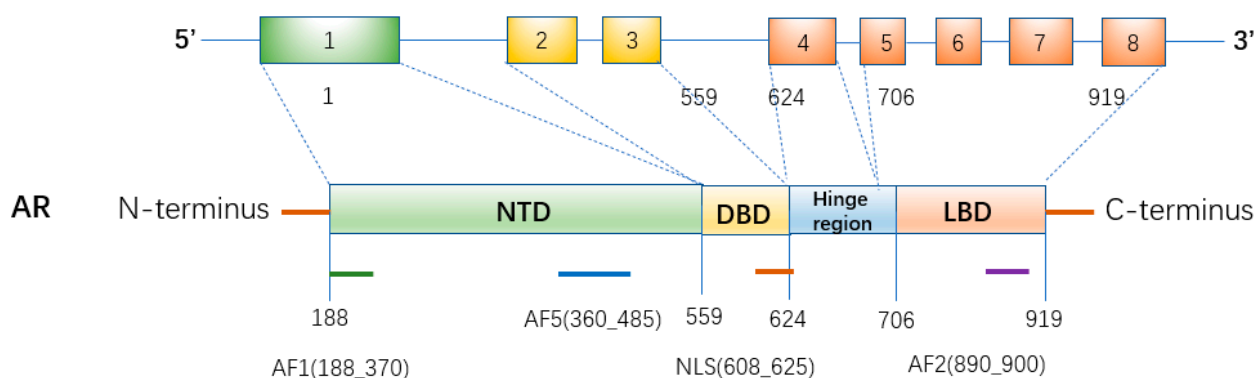 5’ 1 2 3 4 5 6 7 8 3’
1 559 624 706 919
AR N-terminus NTD DBD Hinge region LBD C-terminus
188 AF5(360_485) 559 624 706 919
AF1(188_370) NLS(608_625) AF2(890_900)